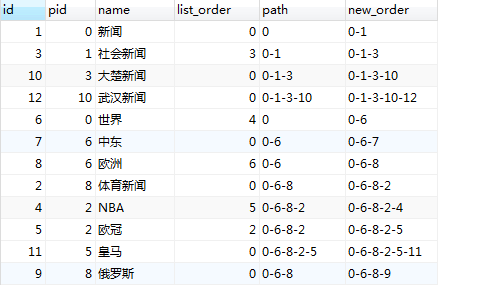 id pid name list_order path new_order
1 0 新闻 0 0 0-1
3 1 社会新闻 3 0-1 0-1-3
10 3 大楚新闻 0 0-1-3 0-1-3-10
12 10 武汉新闻 0 0-1-3-10 0-1-3-10-12
6 0 世界 4 0 0-6
7 6 中东 0 0-6 0-6-7
8 6 欧洲 6 0-6 0-6-8
2 8 体育新闻 0 0-6-8 0-6-8-2
4 2 NBA 5 0-6-8-2 0-6-8-2-4
5 2 欧冠 2 0-6-8-2 0-6-8-2-5
11 5 皇马 0 0-6-8-2-5 0-6-8-2-5-11
9 8 俄罗斯 0 0-6-8 0-6-8-9